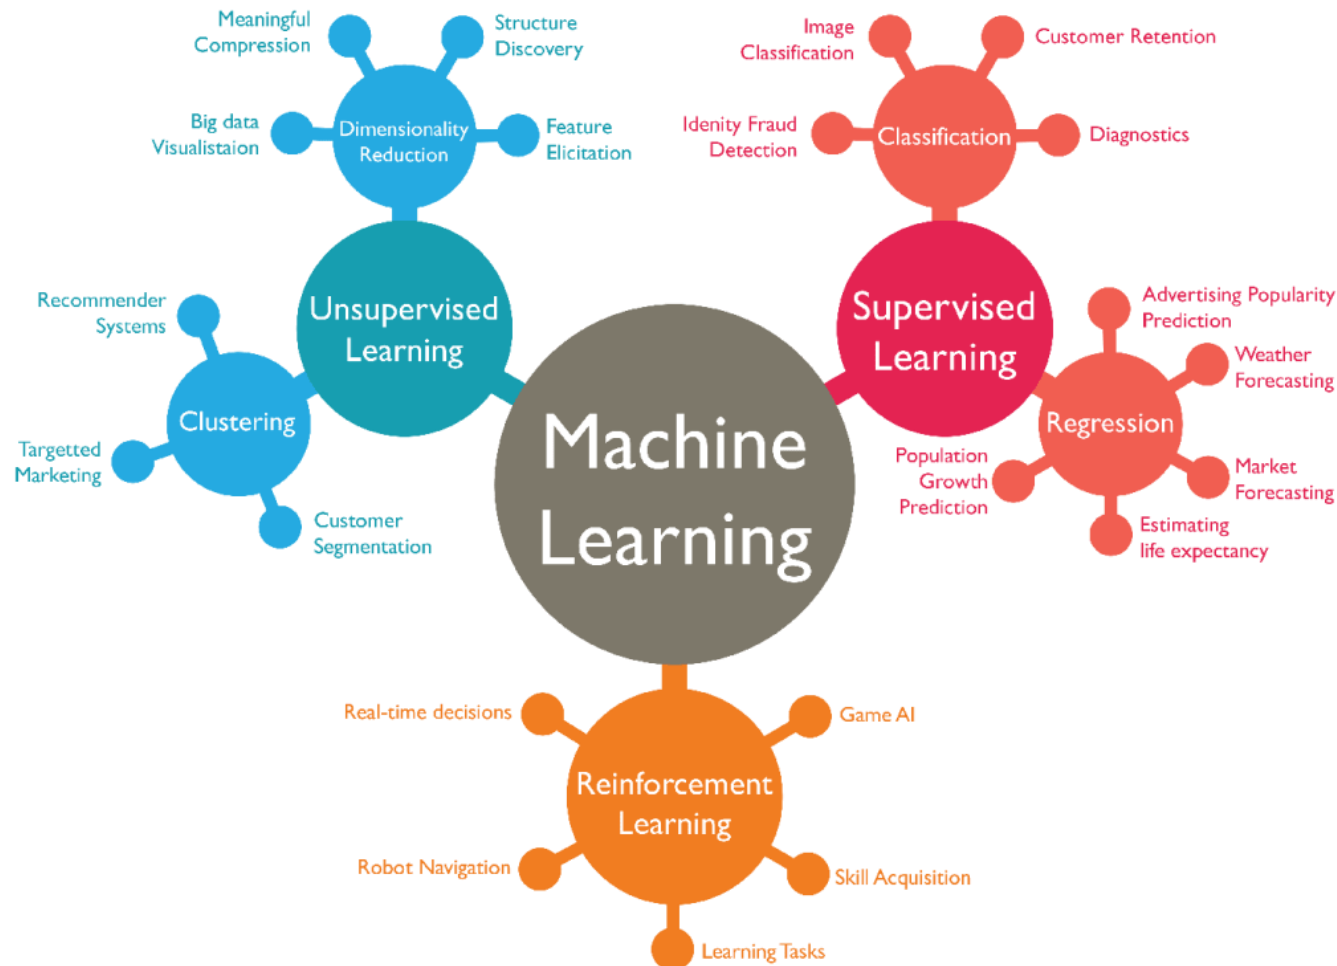 Meaningful
Compression
Structure
Discovery
Big data
Visualistaion
Dimensionality
Reduction
Feature
Elicitation
Image
Classification
Customer Retention
Idenity Fraud
Detection
Classification
Diagnostics
Unsupervised
Learning
Recommender
Systems
Clustering
Targetted
Marketing
Customer
Segmentation
Supervised
Learning
Advertising Popularity
Prediction
Weather
Forecasting
Regression
Population
Growth
Prediction
Market
Forecasting
Estimating
life expectancy
Machine
Learning
Real-time decisions
Game AI
Reinforcement
Learning
Robot Navigation
Skill Acquisition
Learning Tasks